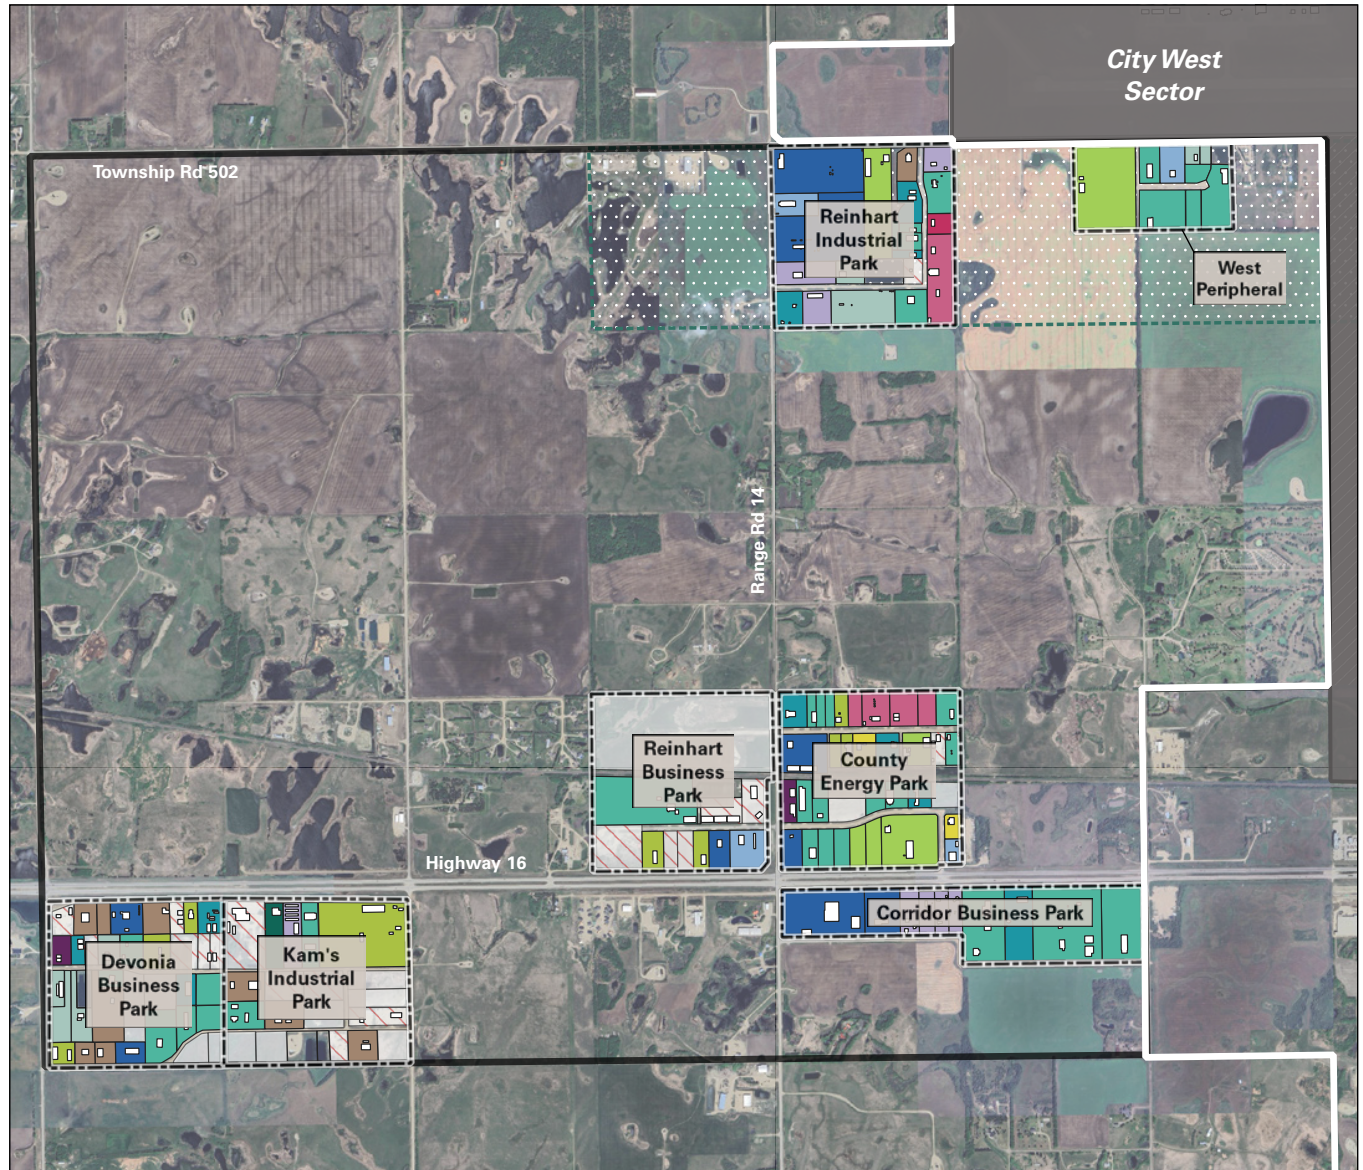 City West
Sector
Township Rd 502
Reinhart
Industrial
Park
West
Peripheral
Range Rd 14
Reinhart
Business
Park
County
Energy Park
Highway 16
Corridor Business Park
Devonia
Business
Park
Kam's
Industrial
Park